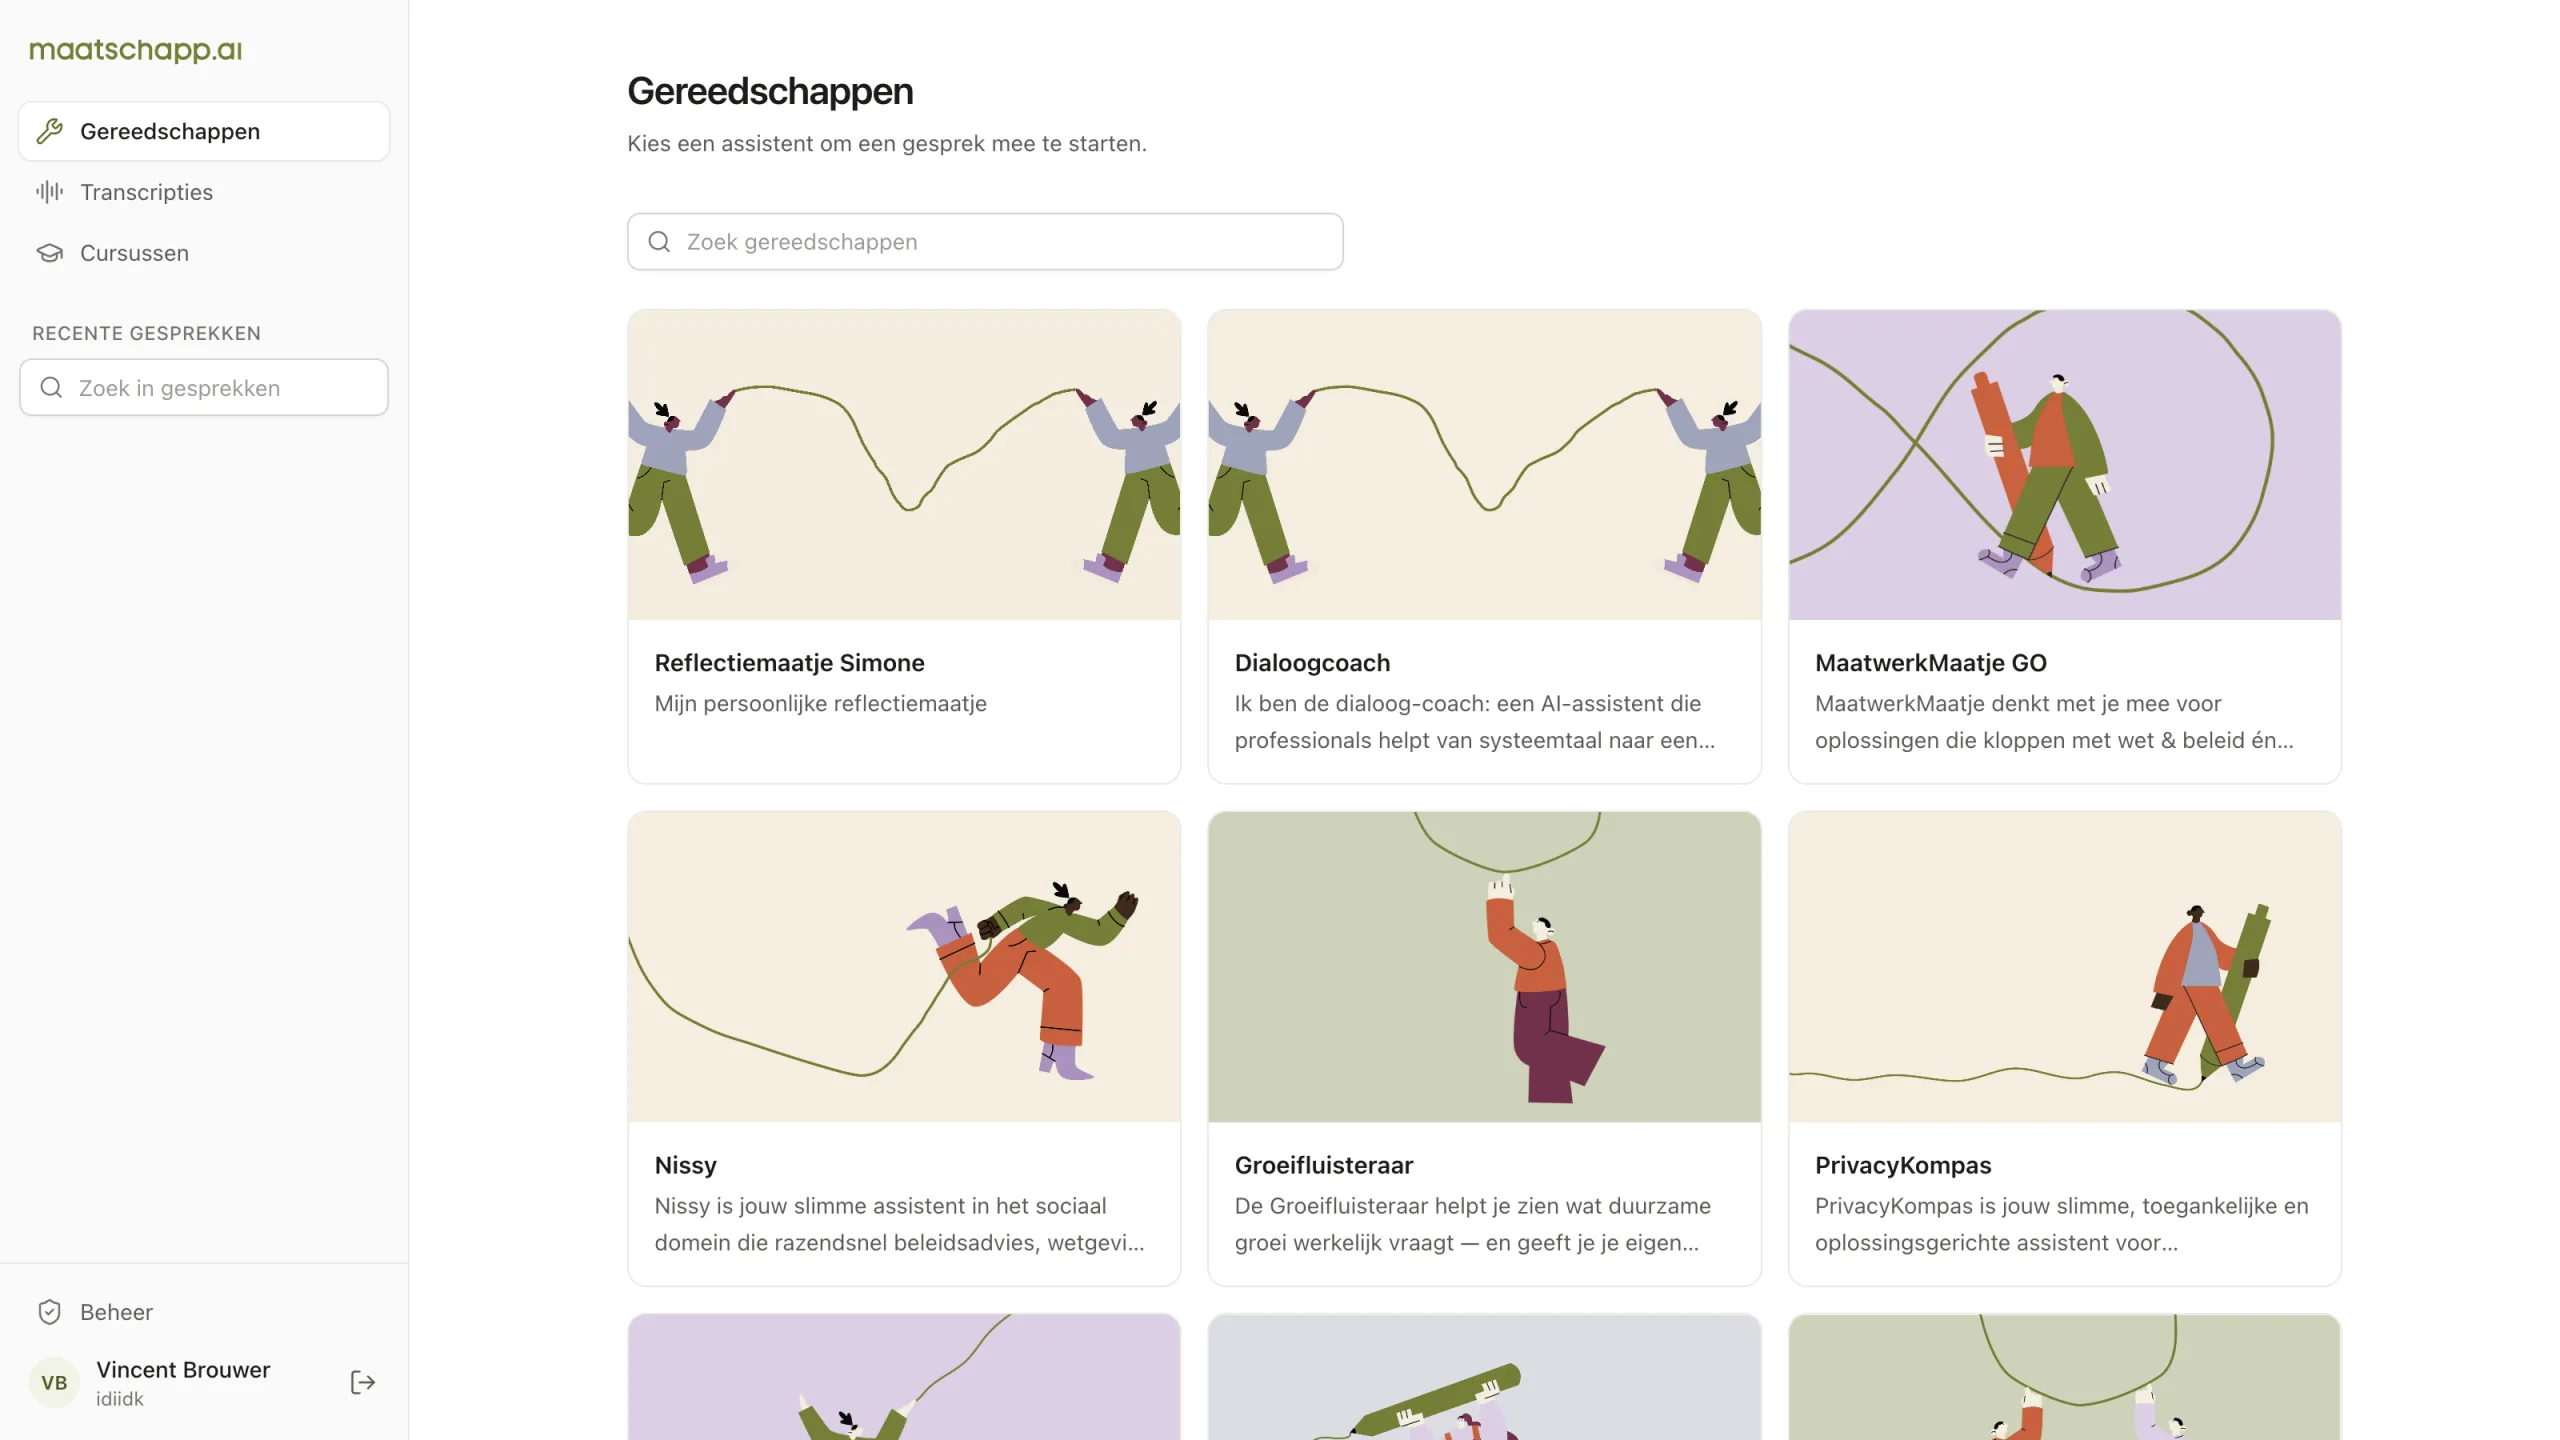 maatschapp.ai
Gereedschappen
Transcripties
Cursussen
RECENTE GESPREKKEN
Zoek in gesprekken
Beheer
VB
Vincent Brouwer
idiidk
Gereedschappen
Kies een assistent om een gesprek mee te starten.
Zoek gereedschappen
Reflectiemaatje Simone
Mijn persoonlijke reflectiemaatje
Dialoogcoach
Ik ben de dialoog-coach: een AI-assistent die
professionals helpt van systeemtaal naar een...
MaatwerkMaatje GO
MaatwerkMaatje denkt met je mee voor
oplossingen die kloppen met wet & beleid én...
Nissy
Nissy is jouw slimme assistent in het sociaal
domein die razendsnel beleidsadvies, wetgevi...
Groeifluisteraar
De Groeifluisteraar helpt je zien wat duurzame
groei werkelijk vraagt — en geeft je je eigen...
PrivacyKompas
PrivacyKompas is jouw slimme, toegankelijke en
oplossingsgerichte assistent voor...